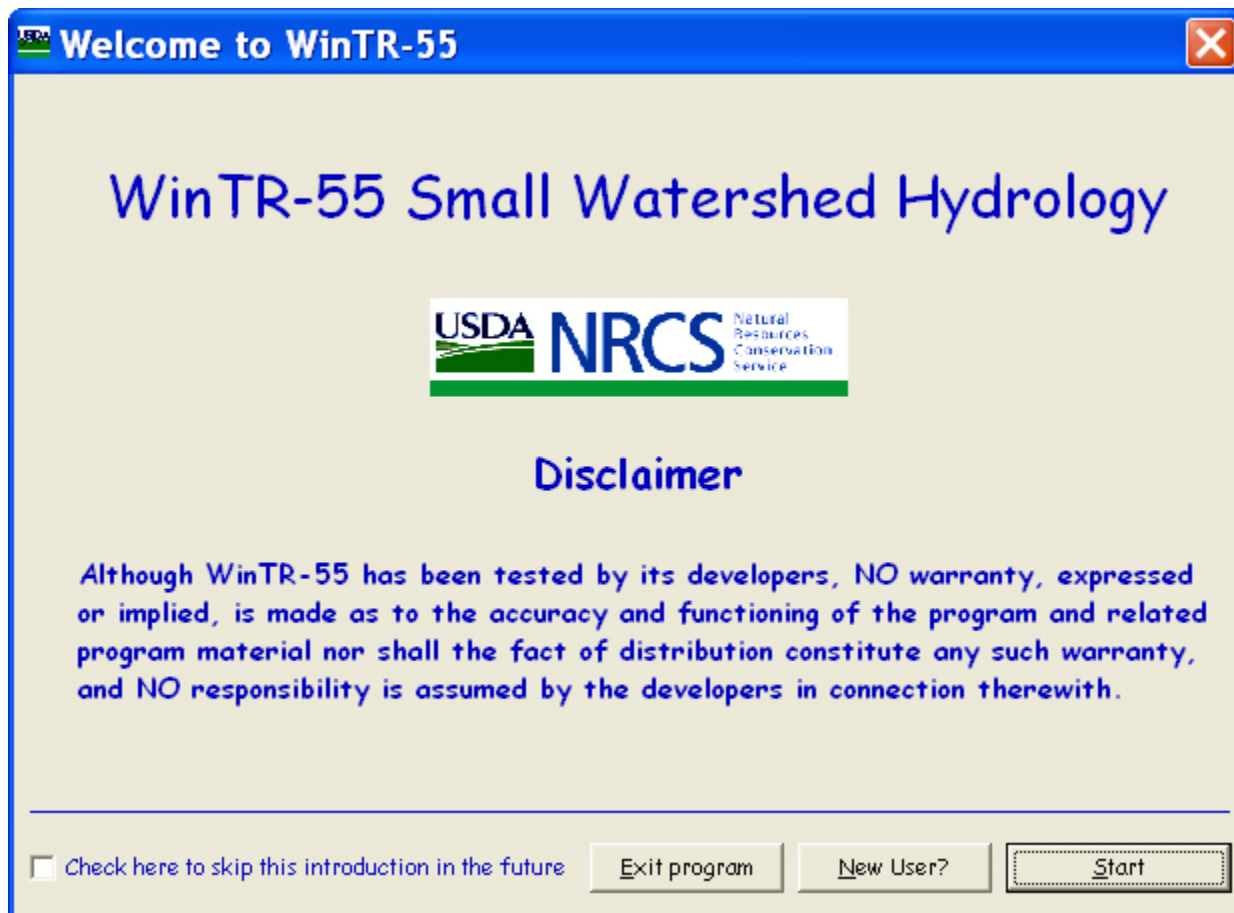 USDA Welcome to WinTR-55
WinTR-55 Small Watershed Hydrology
USDA NRCS Natural
Resources
Conservation
Service
Disclaimer
Although WinTR-55 has been tested by its developers, NO warranty, expressed
or implied, is made as to the accuracy and functioning of the program and related
program material nor shall the fact of distribution constitute any such warranty,
and NO responsibility is assumed by the developers in connection therewith.
Check here to skip this introduction in the future Exit program New User? Start